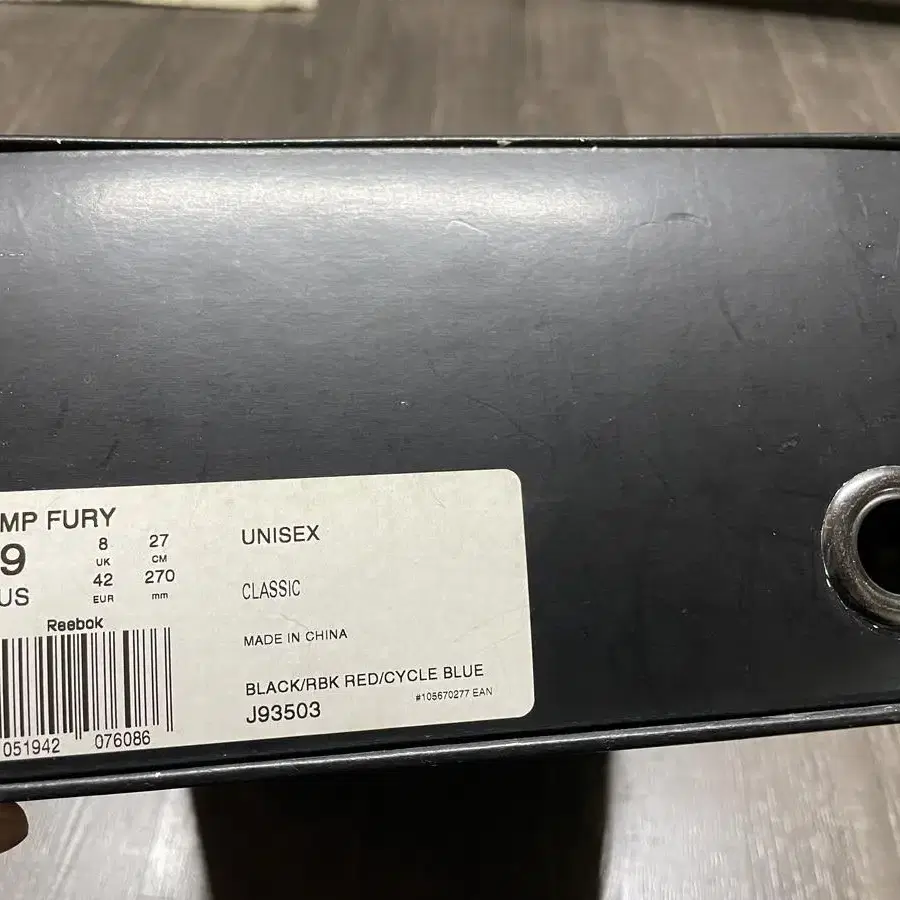 MP FURY
9 8 27
UK CM
US 42 270
EUR mm
Reebok
051942 076086
UNISEX
CLASSIC
MADE IN CHINA
BLACK/RBK RED/CYCLE BLUE
#105670277 EAN
J93503